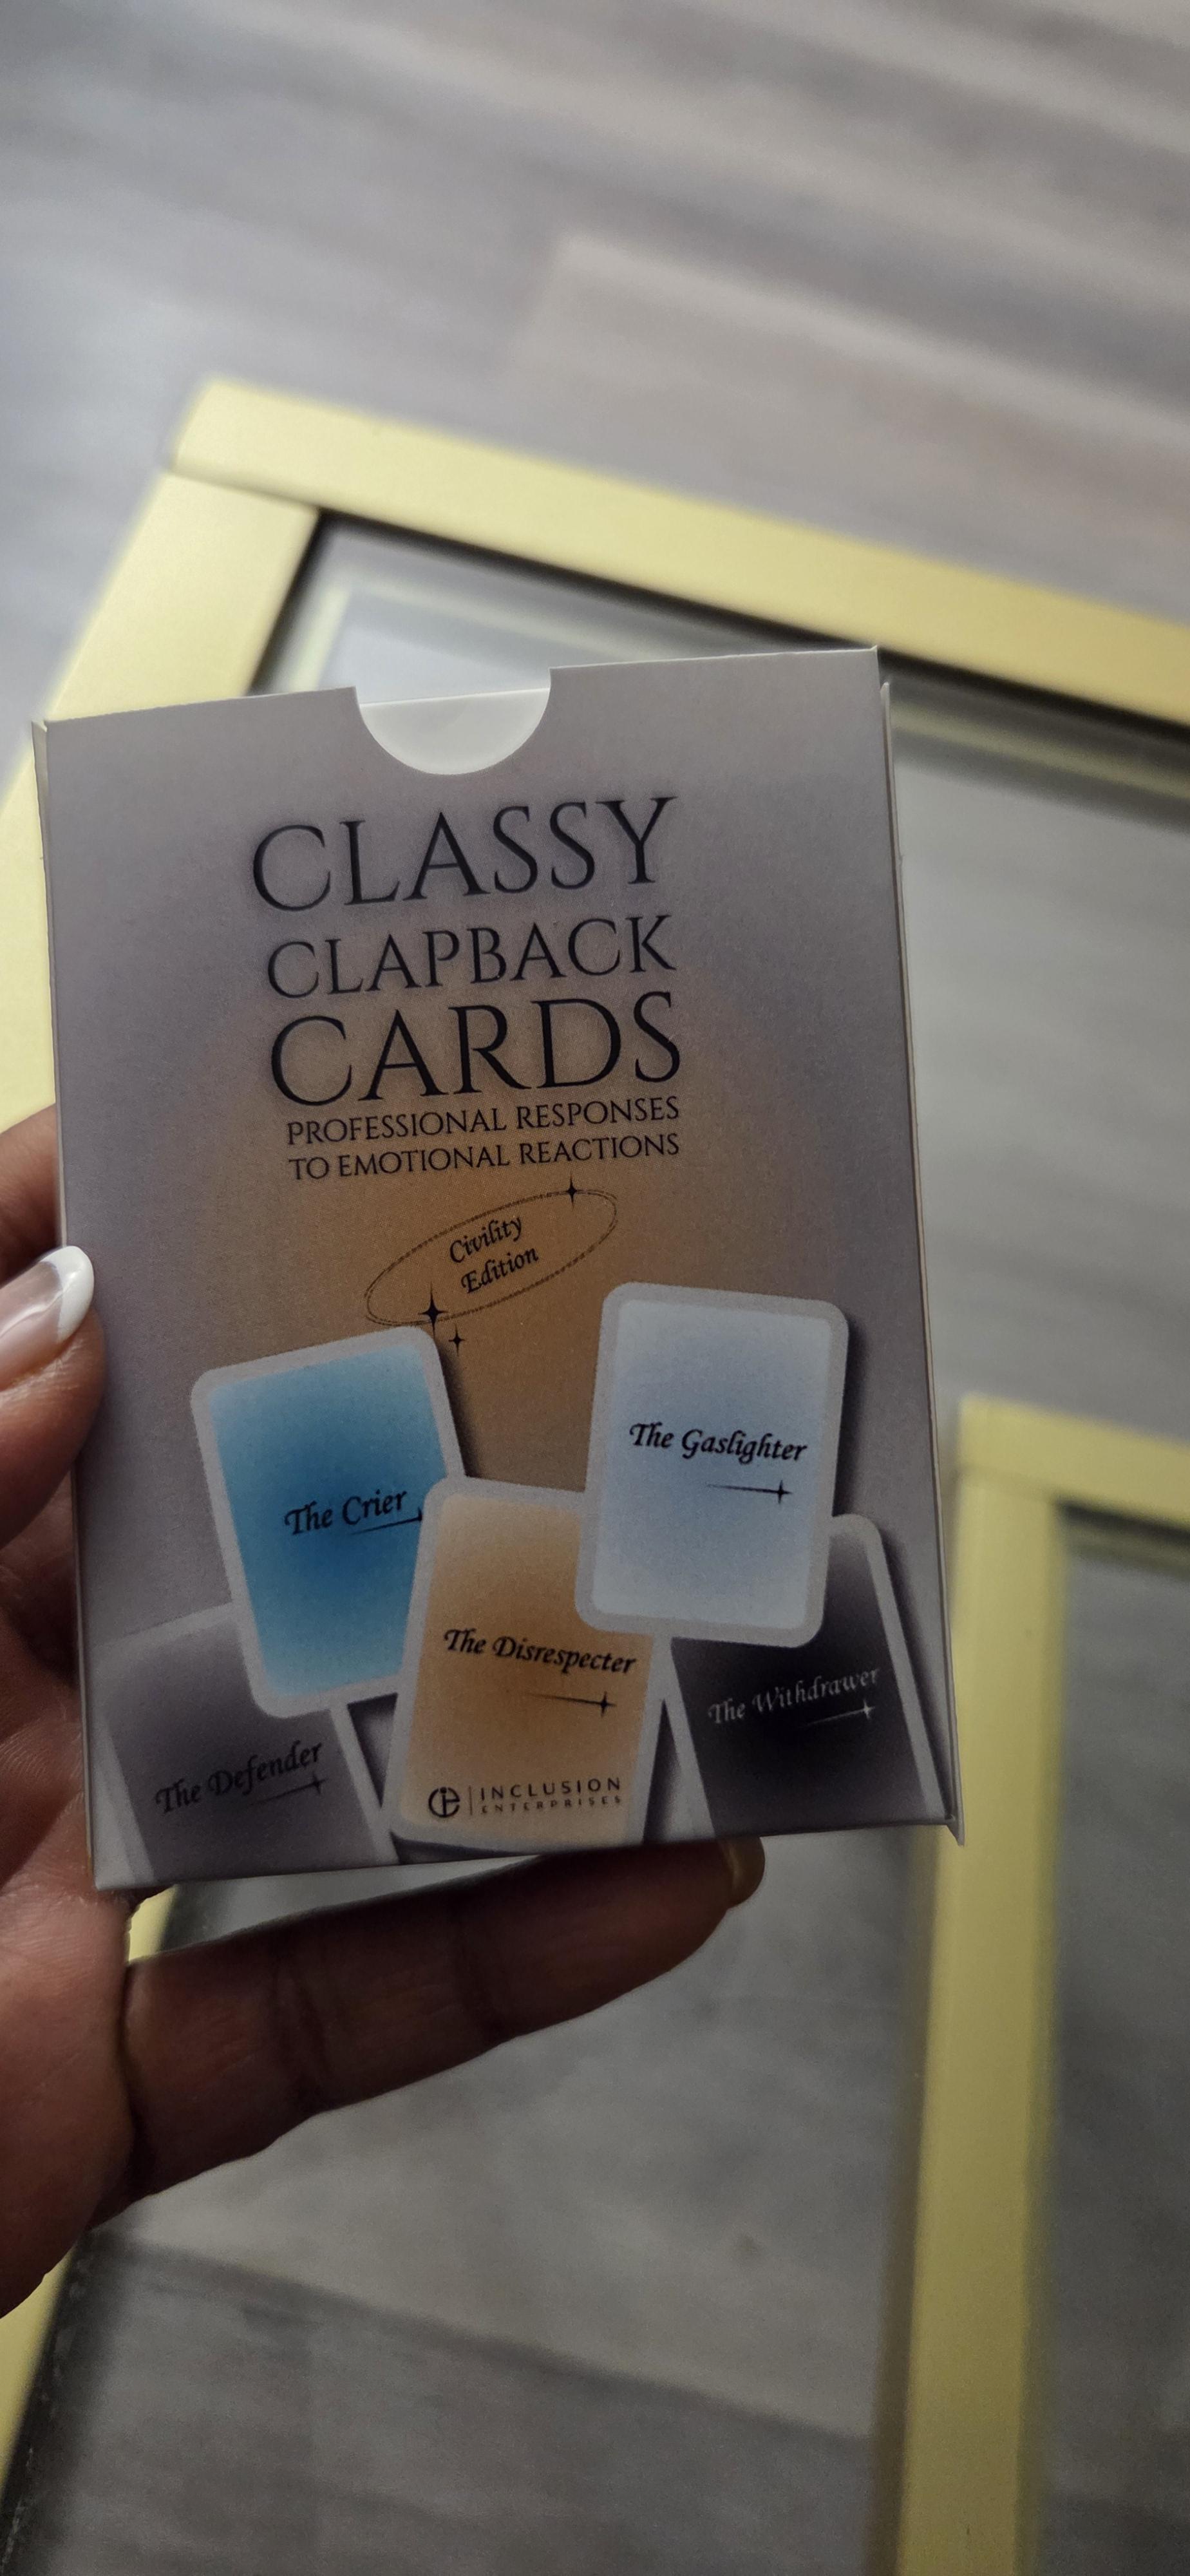 CLASSY
CLAPBACK
CARDS
PROFESSIONAL RESPONSES
TO EMOTIONAL REACTIONS
Civility
Edition
The Crier
The Gaslighter
The Disrespecter
The Withdrawer
The Defender
INCLUSION
ENTERPRISES